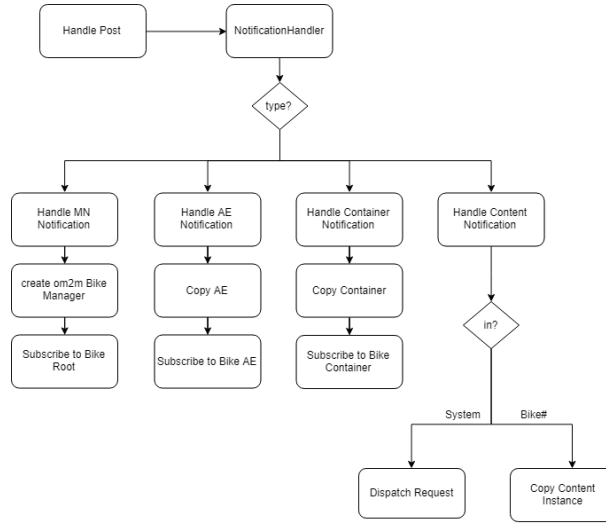 Handle Post
NotificationHandler
type?
Handle MN
Notification
Handle AE
Notification
Handle Container
Notification
Handle Content
Notification
create om2m Bike
Manager
Copy AE
Copy Container
Subscribe to Bike
Root
Subscribe to Bike AE
Subscribe to Bike
Container
in?
System
Bike#
Dispatch Request
Copy Content
Instance